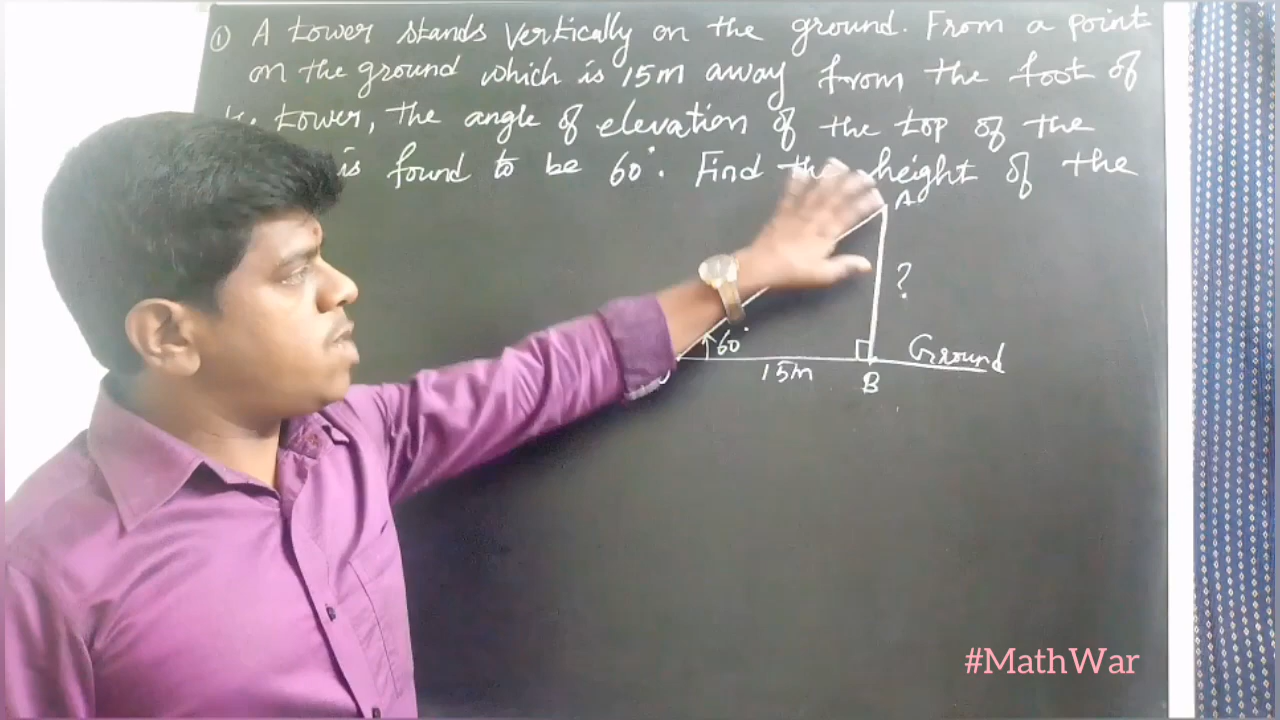 ① A tower stands vertically on the ground. From a point
on the ground which is 15m away from the foot of
tower, the angle of elevation of the top of the
is found to be 60°. Find the height of the
A
?
60°
Ground
15m
B
#MathWar